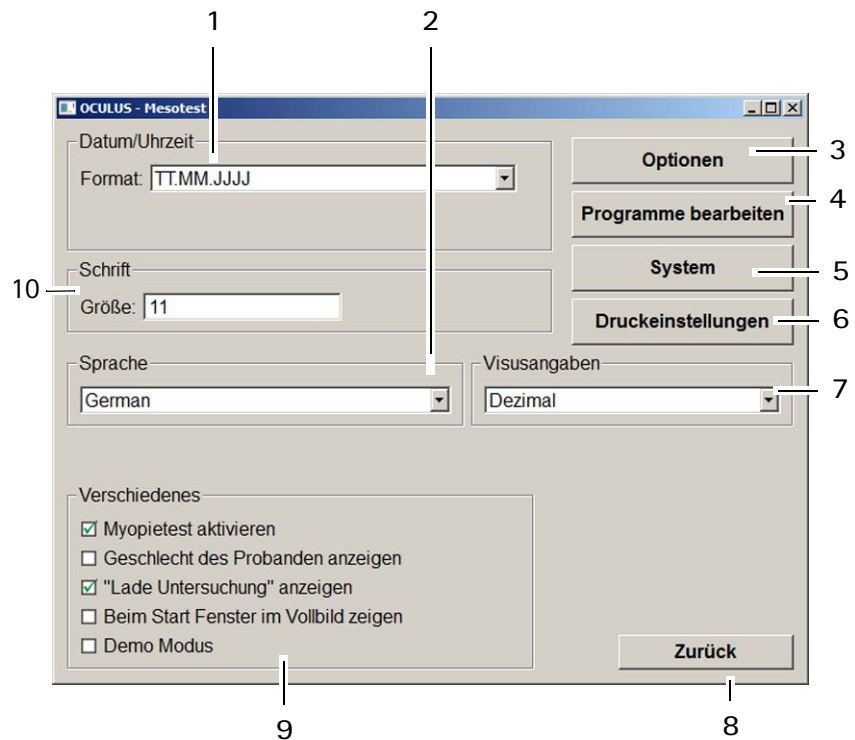 1
2
OCULUS - Mesotest
Datum/Uhrzeit
Format: TT.MM.JJJJ
Optionen
3
Programme bearbeiten
4
System
5
Schrift
10
Größe: 11
Druckeinstellungen
6
Sprache
German
Visusangaben
Dezimal
7
Verschiedenes
Myopietest aktivieren
Geschlecht des Probanden anzeigen
"Lade Untersuchung" anzeigen
Beim Start Fenster im Vollbild zeigen
Demo Modus
Zurück
9
8